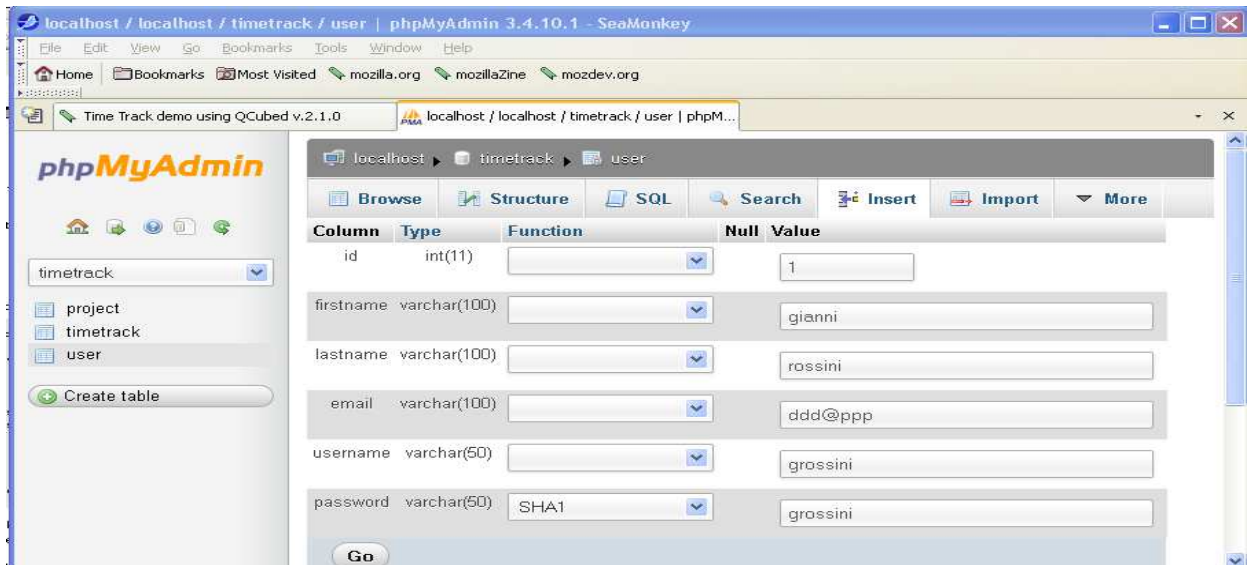 localhost / localhost / timetrack / user | phpMyAdmin 3.4.10.1 - SeaMonkey
File Edit View Go Bookmarks Tools Window Help
Home Bookmarks Most Visited mozilla.org mozillaZine mozdev.org
Time Track demo using QCubed v.2.1.0 localhost / localhost / timetrack / user | phpM...
phpMyAdmin
timetrack
project
timetrack
user
Create table
localhost timetrack user
Browse Structure SQL Search Insert Import More
Column Type Function Null Value
id int(11) 1
firstname varchar(100) gianni
lastname varchar(100) rossini
email varchar(100) ddd@ppp
username varchar(50) grossini
password varchar(50) SHA1 grossini
Go